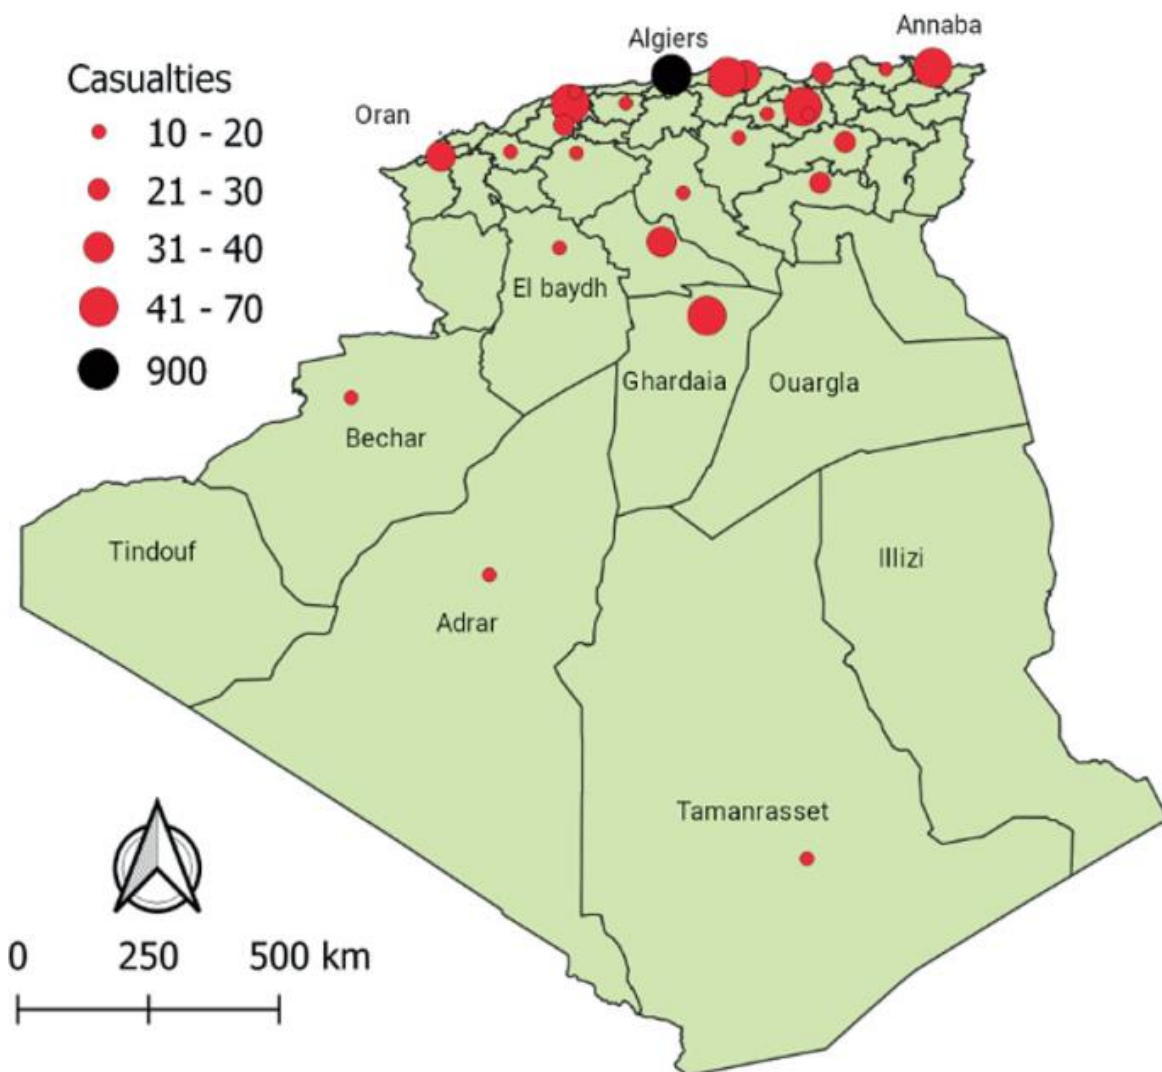 Annaba
Algiers
Casualties
Oran
10 - 20
21 - 30
31 - 40
41 - 70
900
El baydh
Ghardaia
Ouargla
Bechar
Tindouf
Illizi
Adrar
Tamanrasset
0 250 500 km